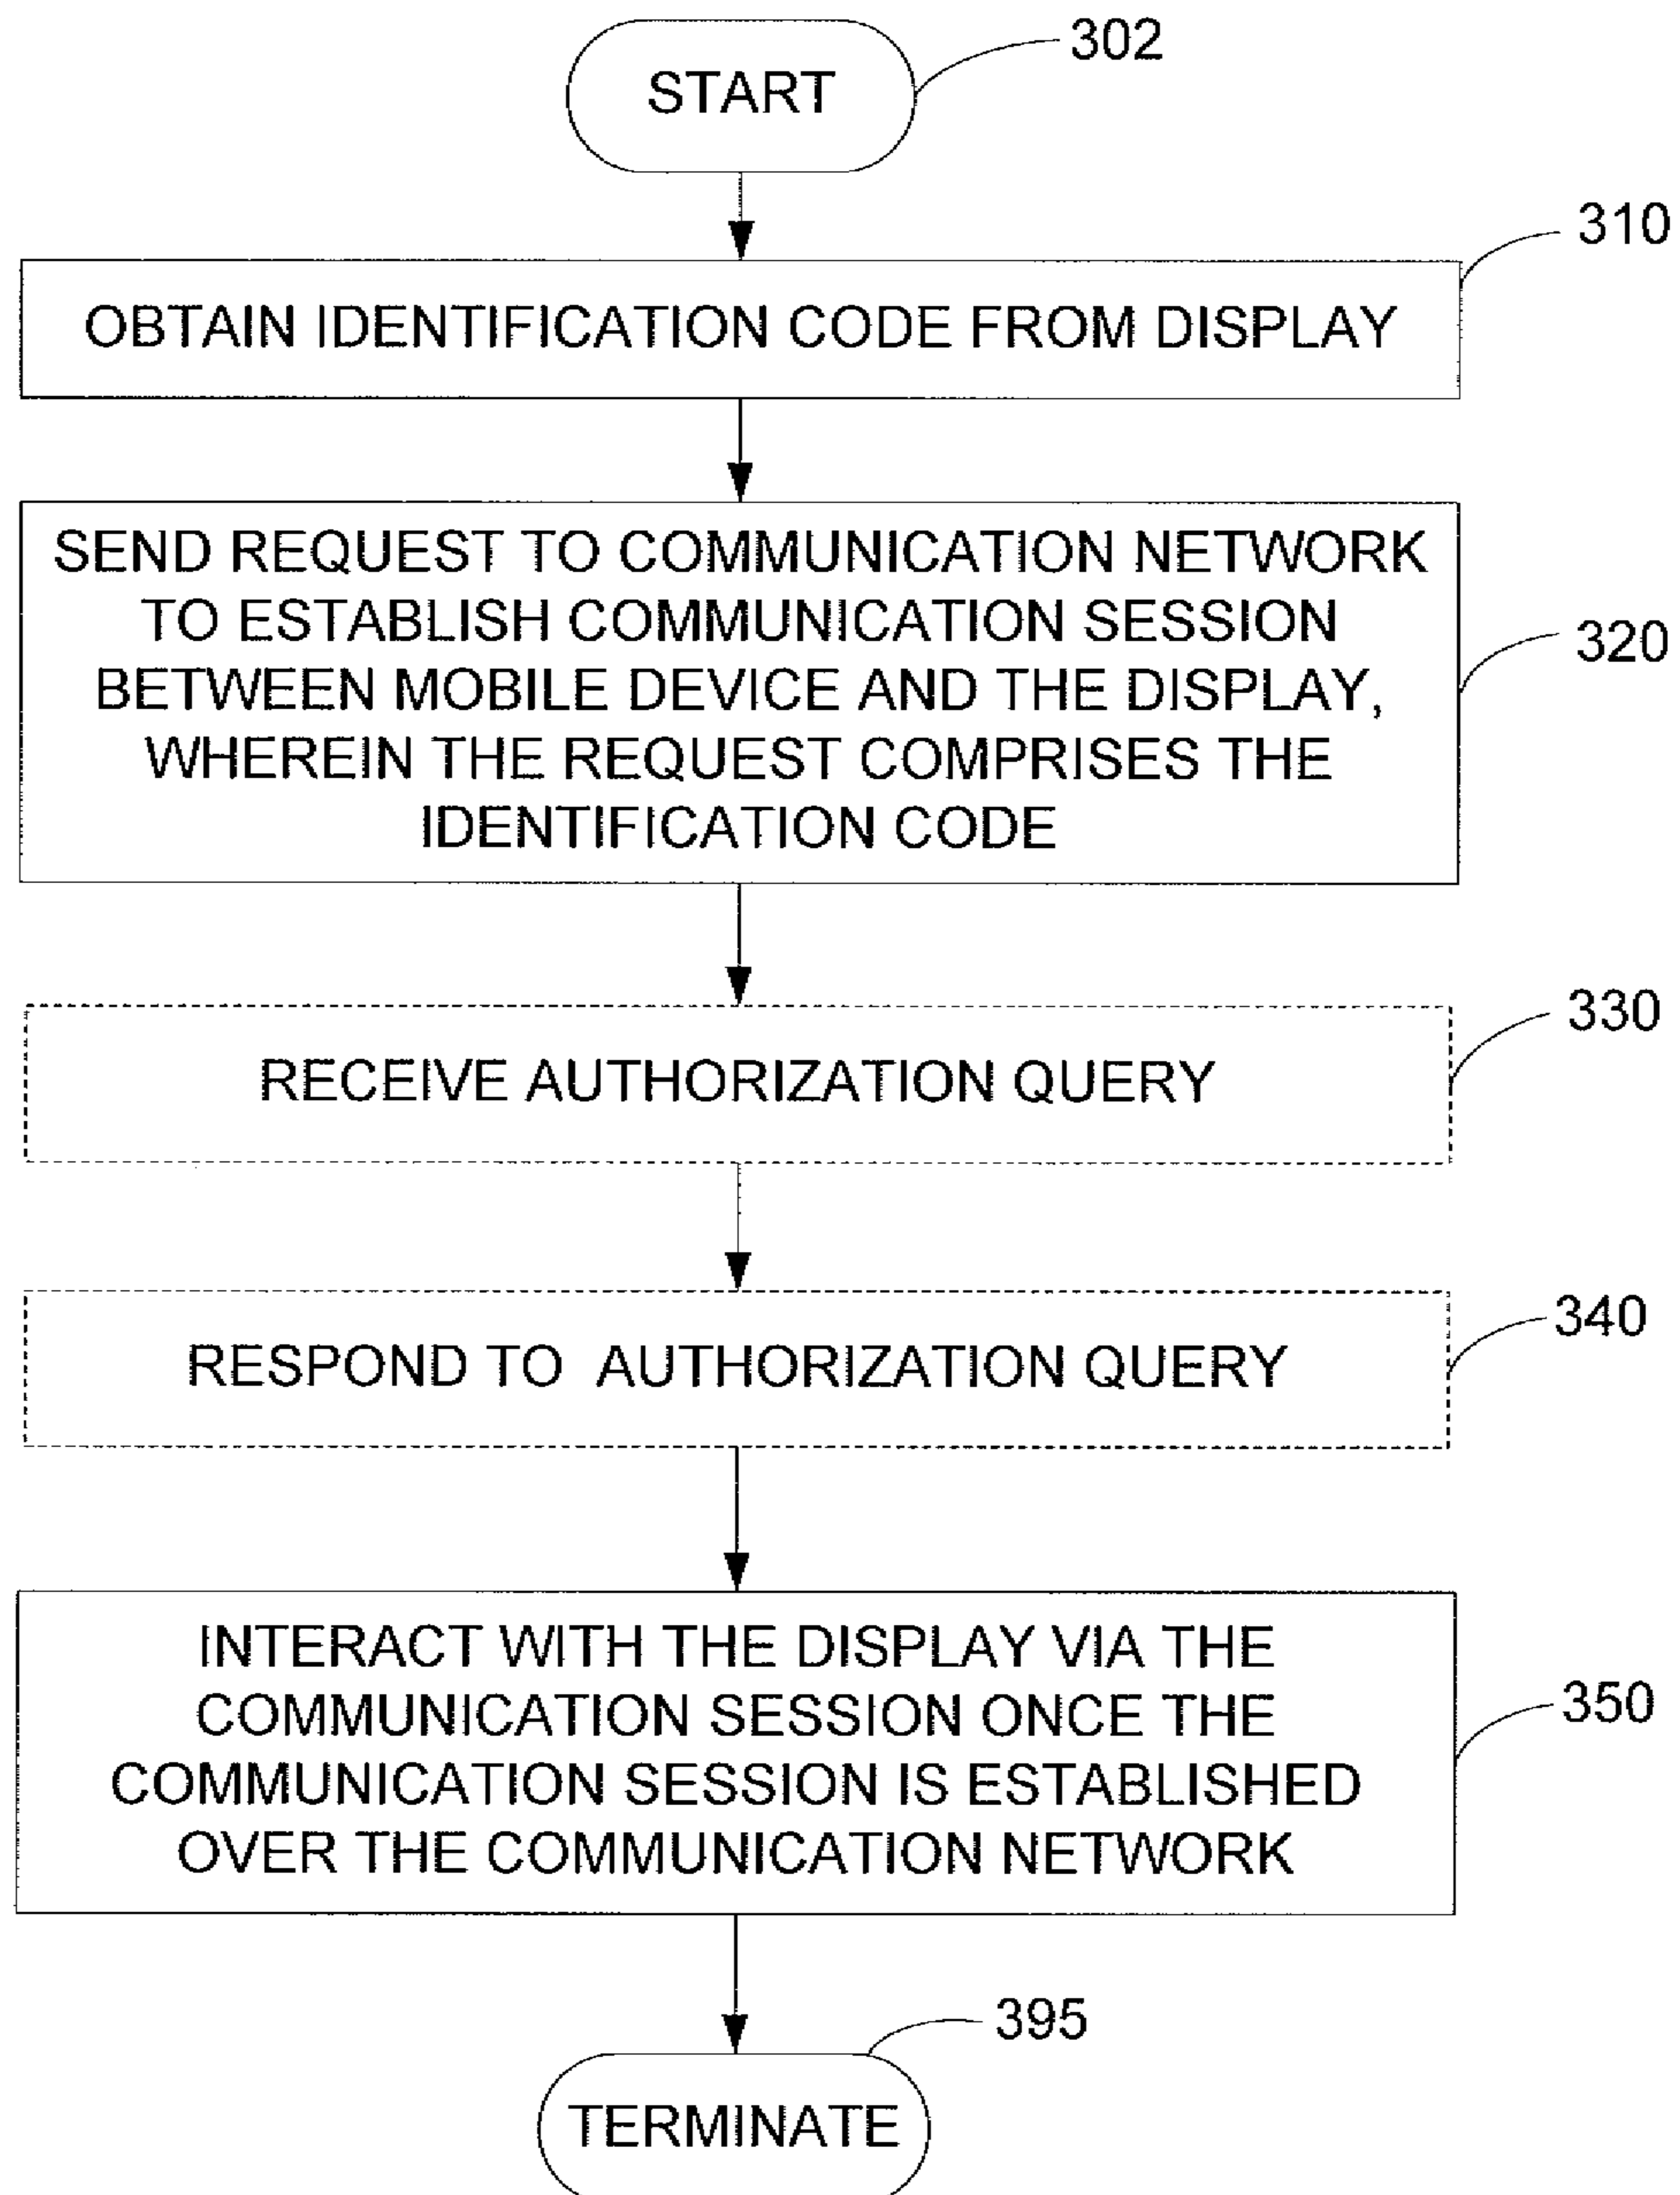 START
302
310
OBTAIN IDENTIFICATION CODE FROM DISPLAY
SEND REQUEST TO COMMUNICATION NETWORK
TO ESTABLISH COMMUNICATION SESSION
BETWEEN MOBILE DEVICE AND THE DISPLAY,
WHEREIN THE REQUEST COMPRISES THE
IDENTIFICATION CODE
320
330
RECEIVE AUTHORIZATION QUERY
340
RESPOND TO AUTHORIZATION QUERY
INTERACT WITH THE DISPLAY VIA THE
COMMUNICATION SESSION ONCE THE
COMMUNICATION SESSION IS ESTABLISHED
OVER THE COMMUNICATION NETWORK
350
395
TERMINATE